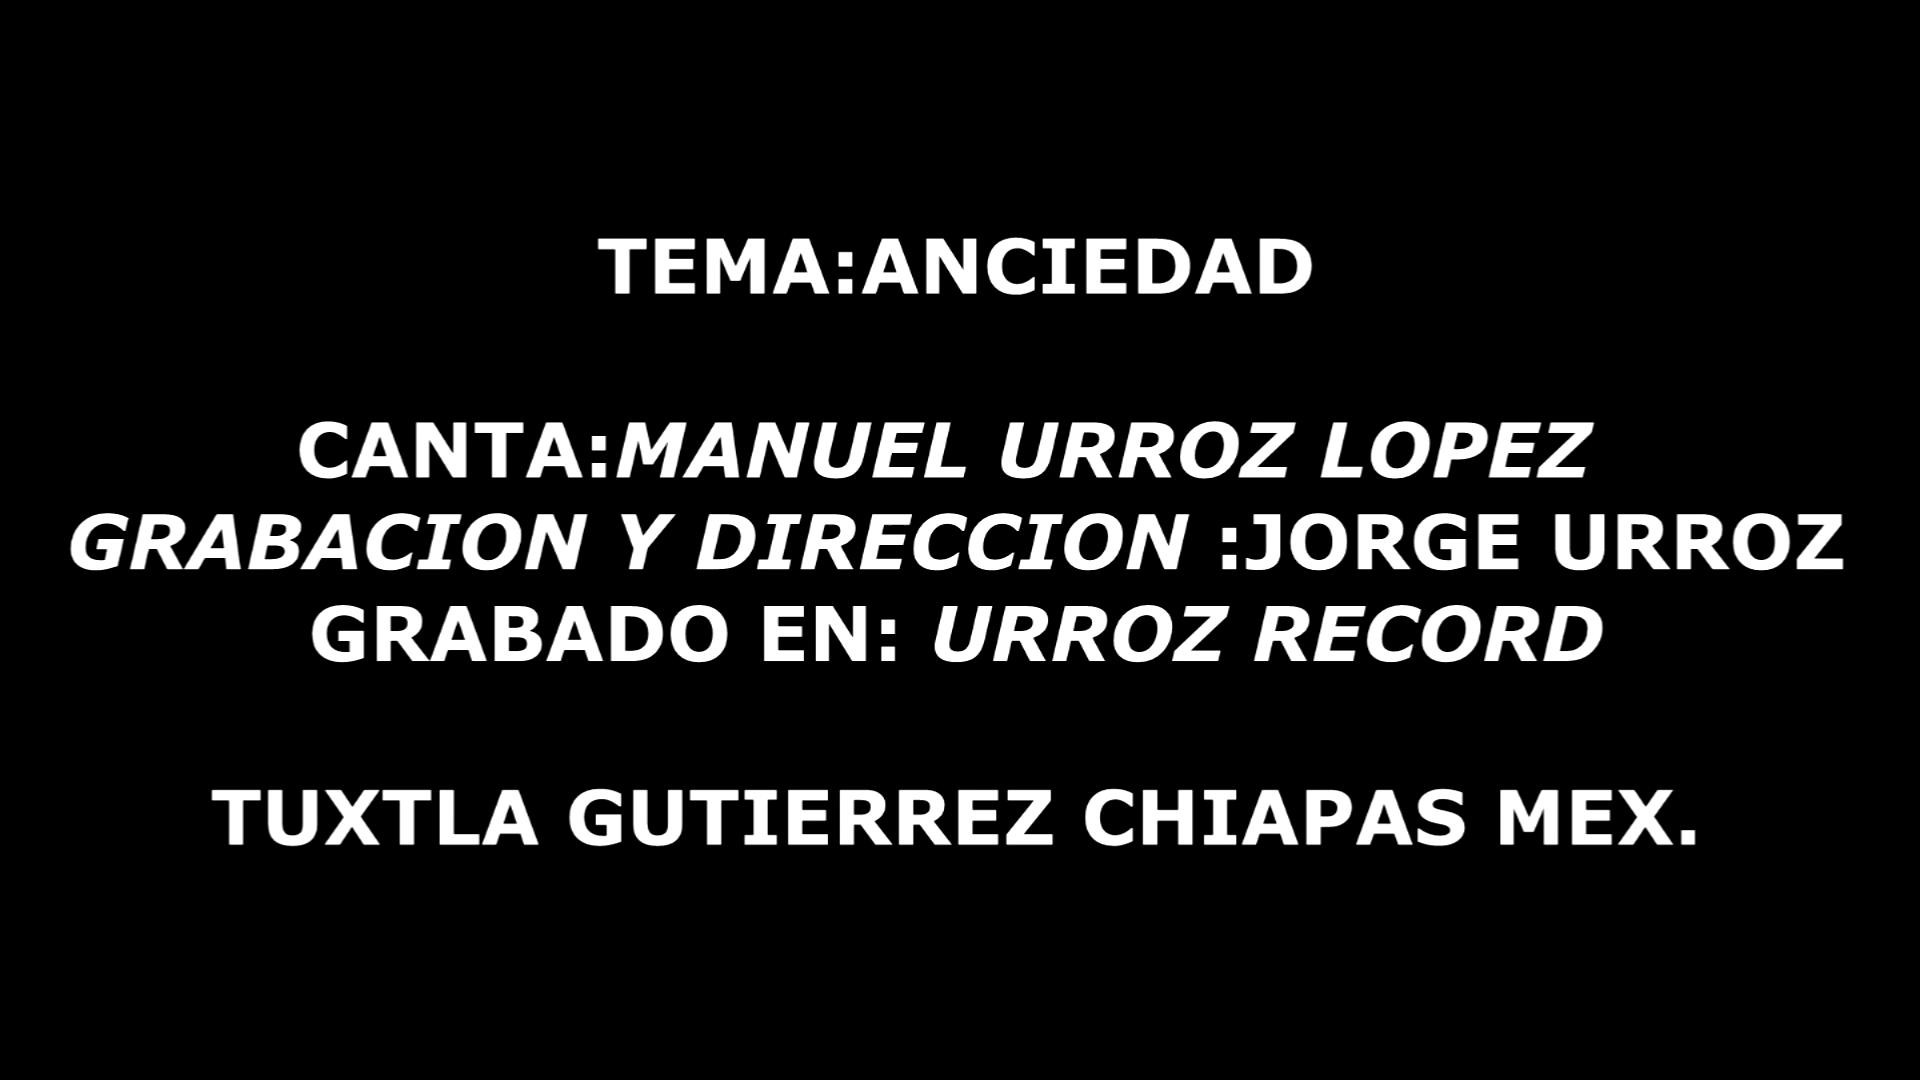 TEMA:ANCIEDAD
CANTA:MANUEL URROZ LOPEZ
GRABACION Y DIRECCION :JORGE URROZ
GRABADO EN: URROZ RECORD
TUXTLA GUTIERREZ CHIAPAS MEX.